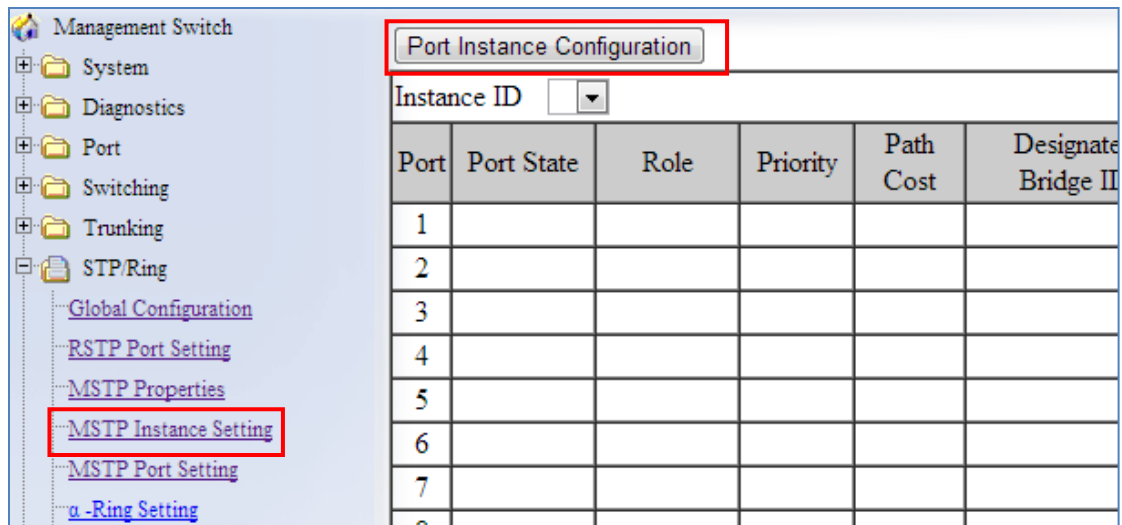 Management Switch
System
Diagnostics
Port
Switching
Trunking
STP/Ring
Global Configuration
RSTP Port Setting
MSTP Properties
MSTP Instance Setting
MSTP Port Setting
α -Ring Setting
Port Instance Configuration
Instance ID
Port Port State Role Priority Path Cost Designate Bridge I
1
2
3
4
5
6
7